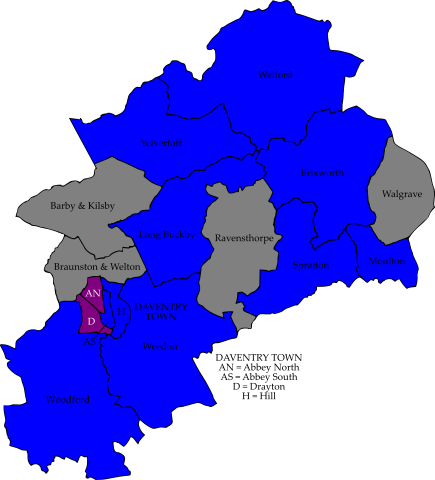 Welford
Yelvertoft
Brixworth
Walgrave
Barby & Kilsby
Long Buckby
Ravensthorpe
Braunston & Welton
Spratton
Moulton
AN
H
DAVENTRY
TOWN
D
AS
Weedon
Woodford
DAVENTRY TOWN
AN = Abbey North
AS = Abbey South
D = Drayton
H = Hill